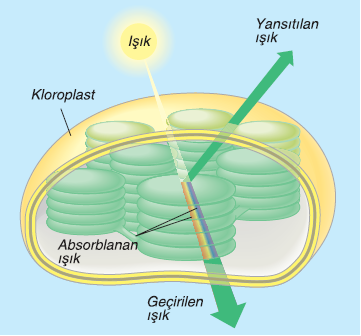 Işık
Yansıtılan
ışık
Kloroplast
Absorblanan
ışık
Geçirilen
ışık